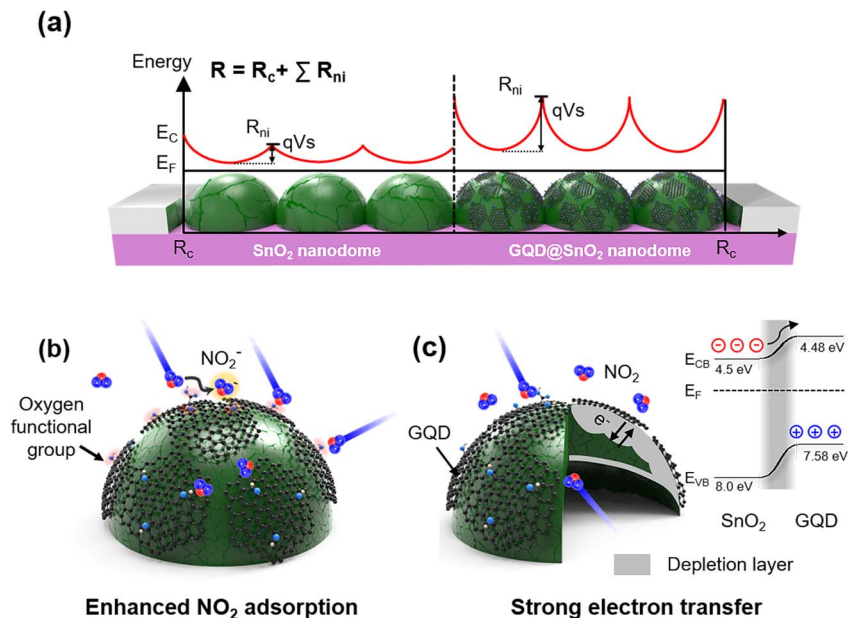 (a)
Energy
R = Rc + ∑ Rni
Rni
qVs
Rni
qVs
EC
EF
Rc
SnO2 nanodome
GQD@SnO2 nanodome
Rc
(b)
NO2-
-
Oxygen
functional
group
Enhanced NO2 adsorption
(c)
NO2
GQD
e-
ECB
4.5 eV
4.48 eV
EF
7.58 eV
EVB
8.0 eV
SnO2
GQD
Depletion layer
Strong electron transfer